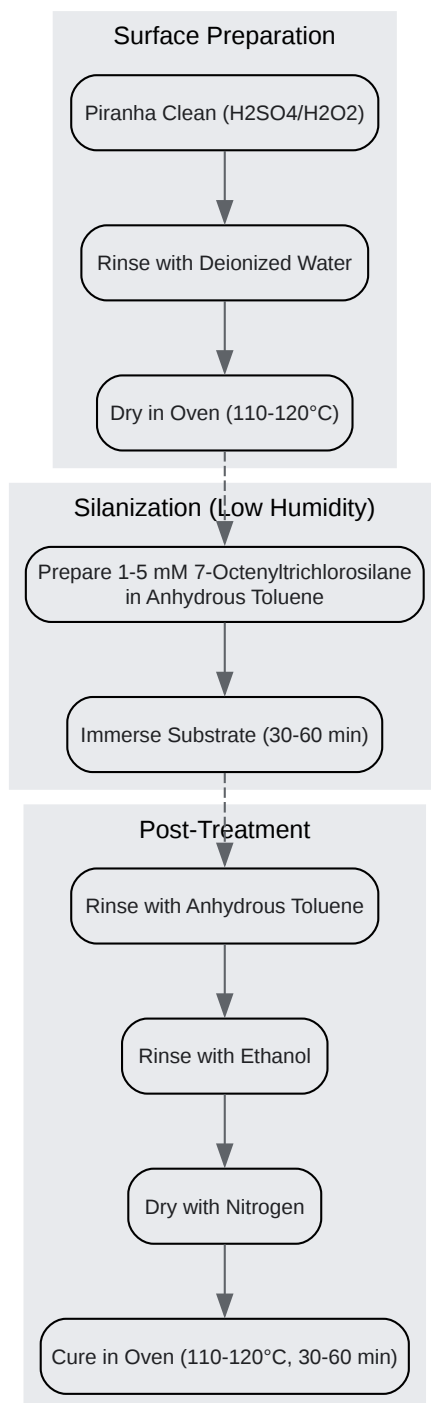 Surface Preparation
Piranha Clean (H2SO4/H2O2)
Rinse with Deionized Water
Dry in Oven (110-120°C)
Silanization (Low Humidity)
Prepare 1-5 mM 7-Octenyltrichlorosilane
in Anhydrous Toluene
Immerse Substrate (30-60 min)
Post-Treatment
Rinse with Anhydrous Toluene
Rinse with Ethanol
Dry with Nitrogen
Cure in Oven (110-120°C, 30-60 min)